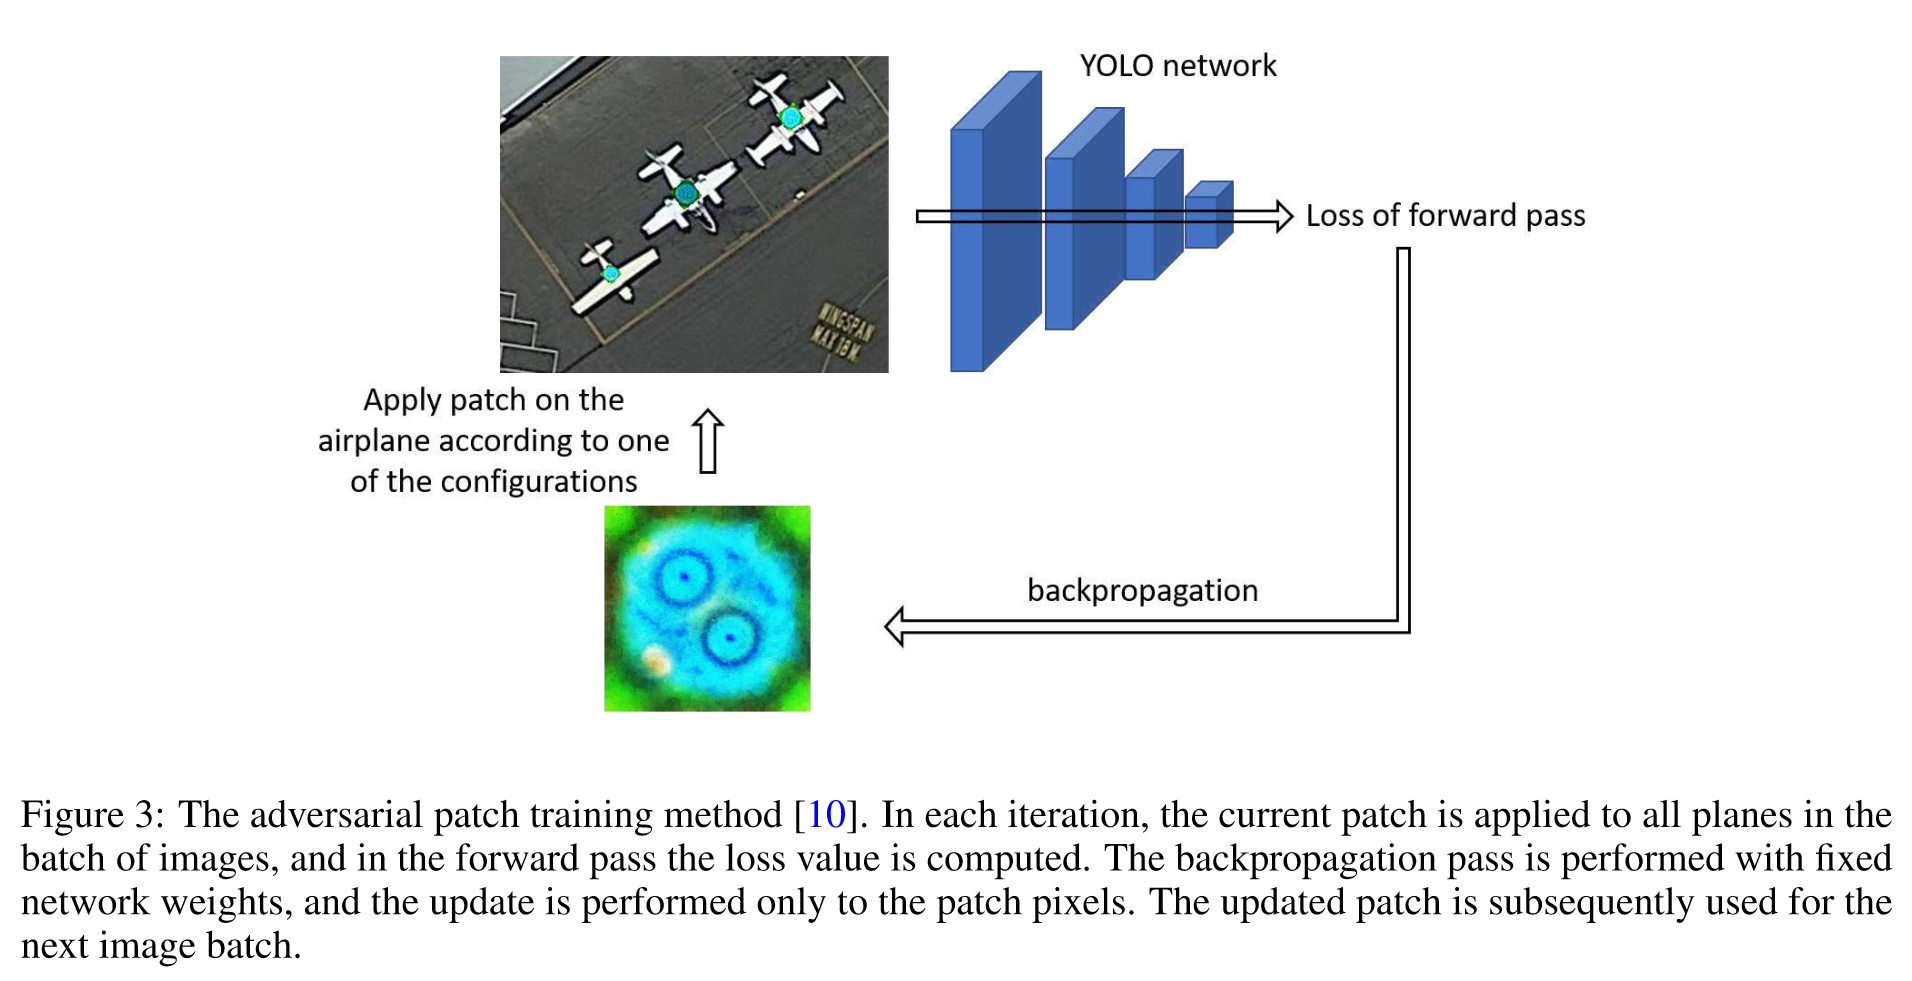 YOLO network
Loss of forward pass
WINGSPAN
MAX 18 M.
Apply patch on the
airplane according to one
of the configurations
backpropagation
Figure 3: The adversarial patch training method [10]. In each iteration, the current patch is applied to all planes in the
batch of images, and in the forward pass the loss value is computed. The backpropagation pass is performed with fixed
network weights, and the update is performed only to the patch pixels. The updated patch is subsequently used for the
next image batch.